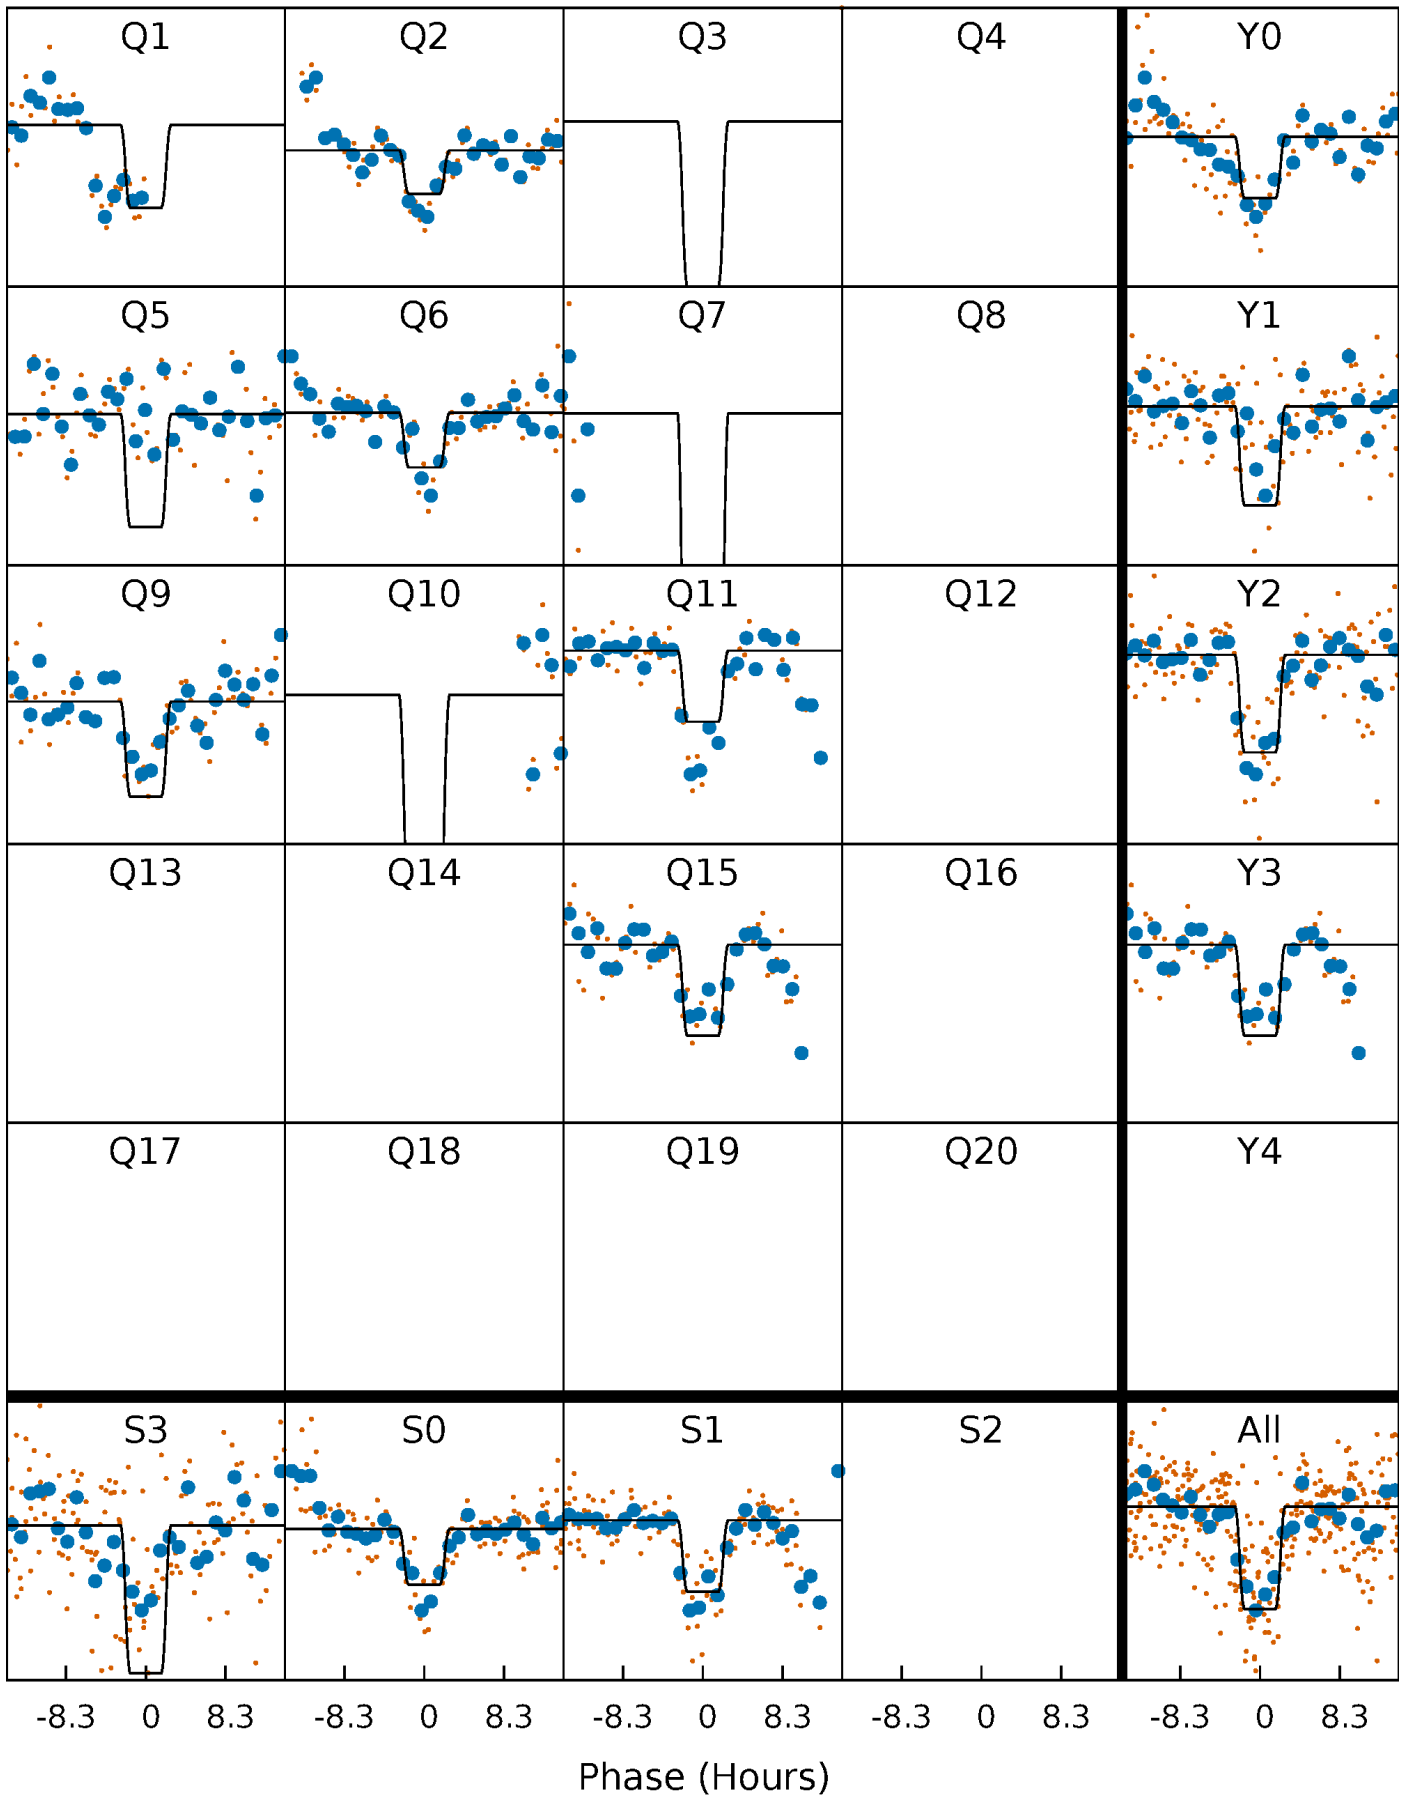 Q1 Q2 Q3 Q4 Y0
Q5 Q6 Q7 Q8 Y1
Q9 Q10 Q11 Q12 Y2
Q13 Q14 Q15 Q16 Y3
Q17 Q18 Q19 Q20 Y4
S3 S0 S1 S2 All
-8.3 0 8.3 -8.3 0 8.3 -8.3 0 8.3 -8.3 0 8.3 -8.3 0 8.3
Phase (Hours)